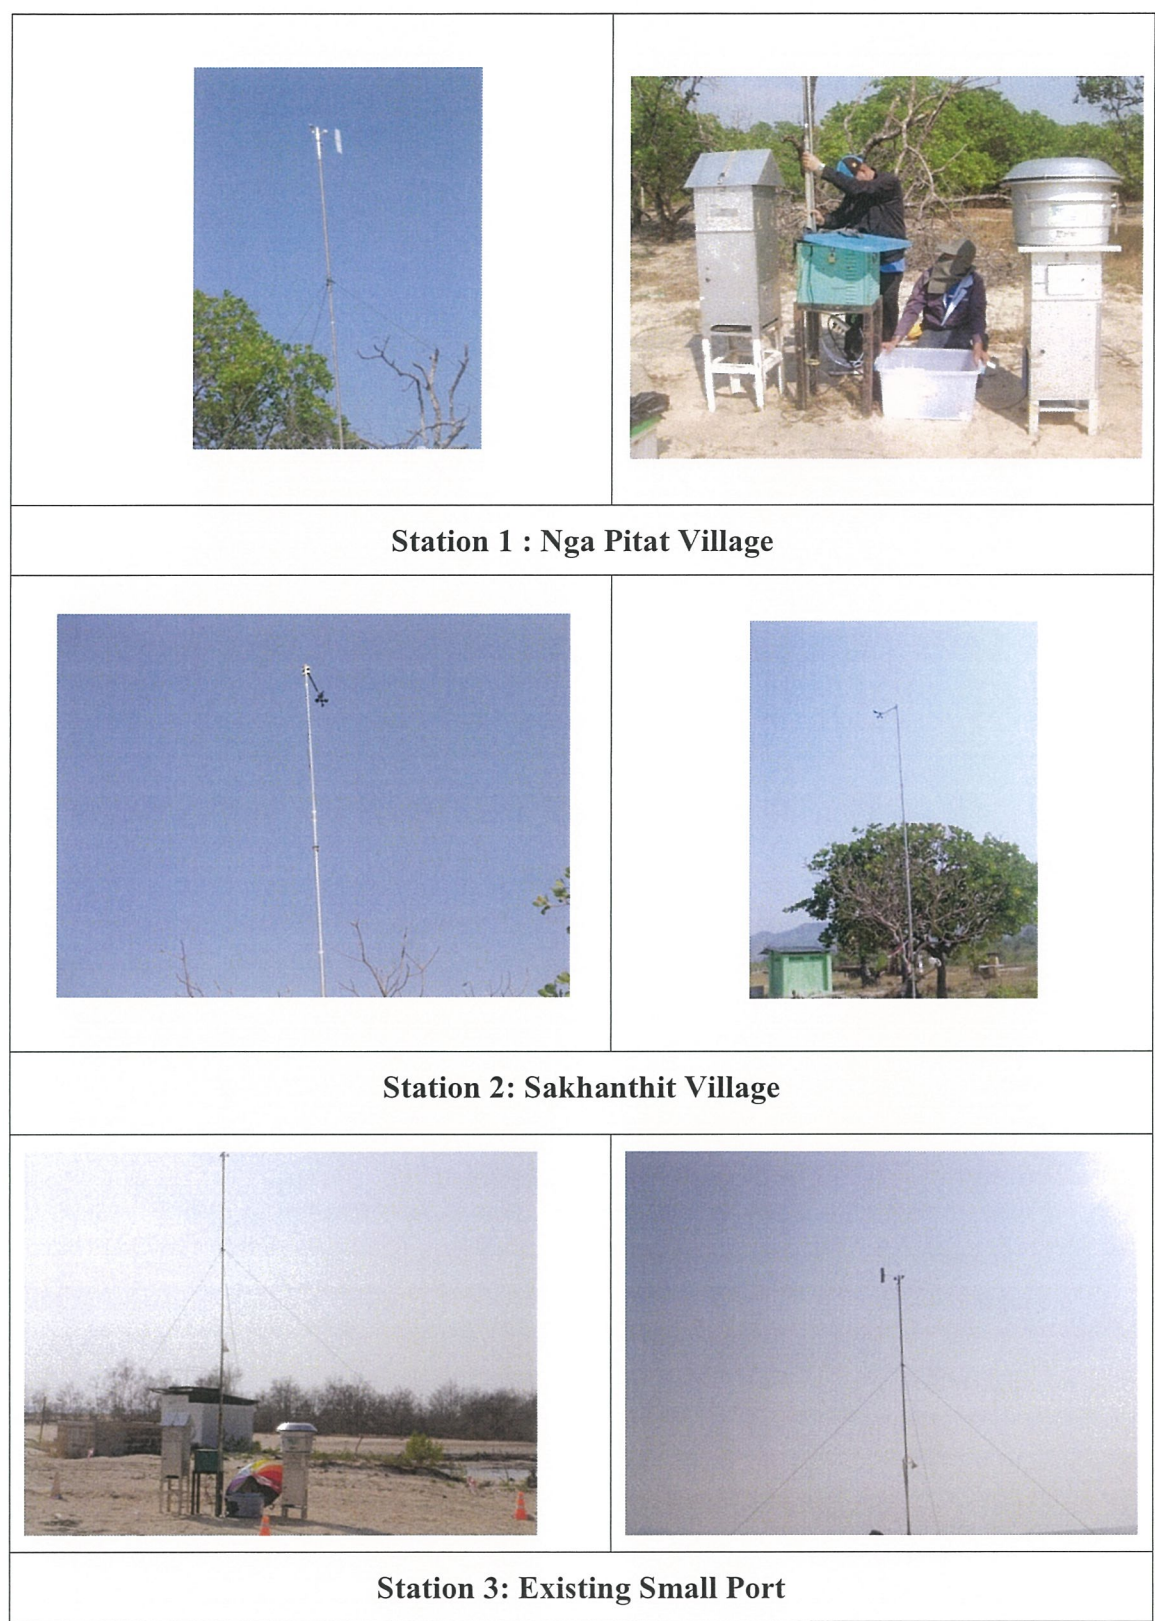 Station 1 : Nga Pitat Village
Station 2: Sakhanthit Village
Station 3: Existing Small Port